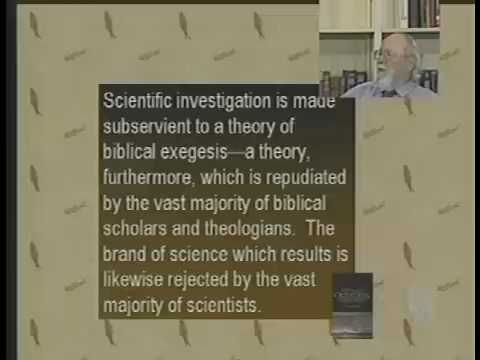 Scientific investigation is made
subservient to a theory of
biblical exegesis—a theory,
furthermore, which is repudiated
by the vast majority of biblical
scholars and theologians. The
brand of science which results is
likewise rejected by the vast
majority of scientists.